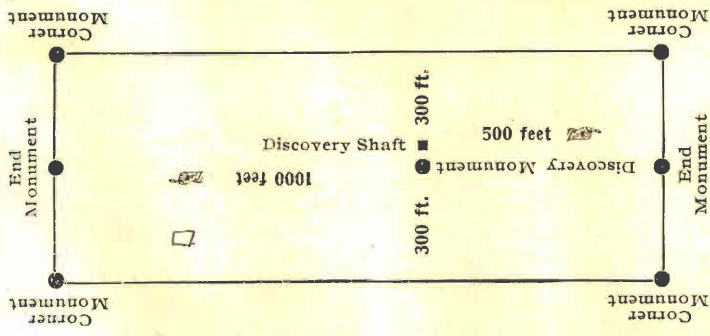 Corner
Monument
Corner
Monument
End
Monument
300 ft.
500 feet
Discovery Shaft
Discovery Monument
1000 feet
End
Monument
300 ft.
Corner
Monument
Corner
Monument